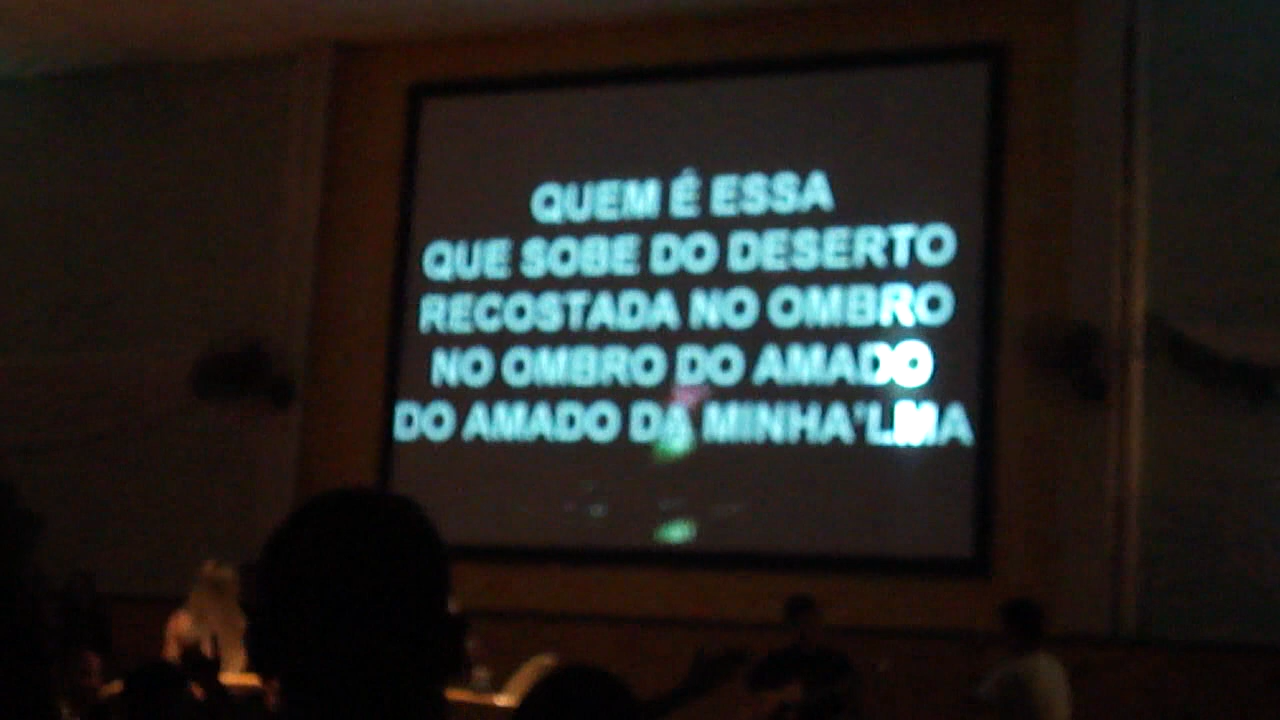 QUEM É ESSA
QUE SOBE DO DESERTO
RECOSTADA NO OMBRO
NO OMBRO DO AMADO
DO AMADO DA MINHA'LMA